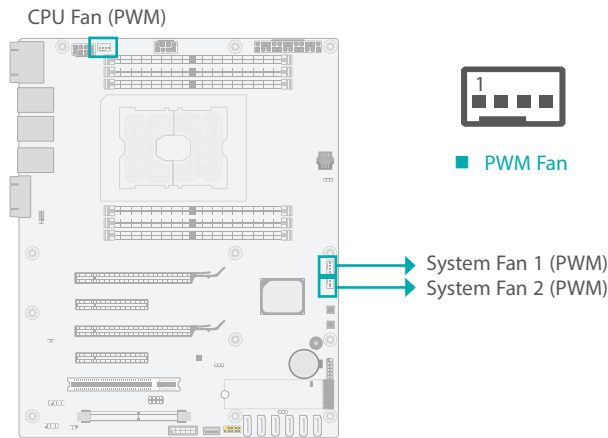 CPU Fan (PWM)
1
PWM Fan
System Fan 1 (PWM)
System Fan 2 (PWM)